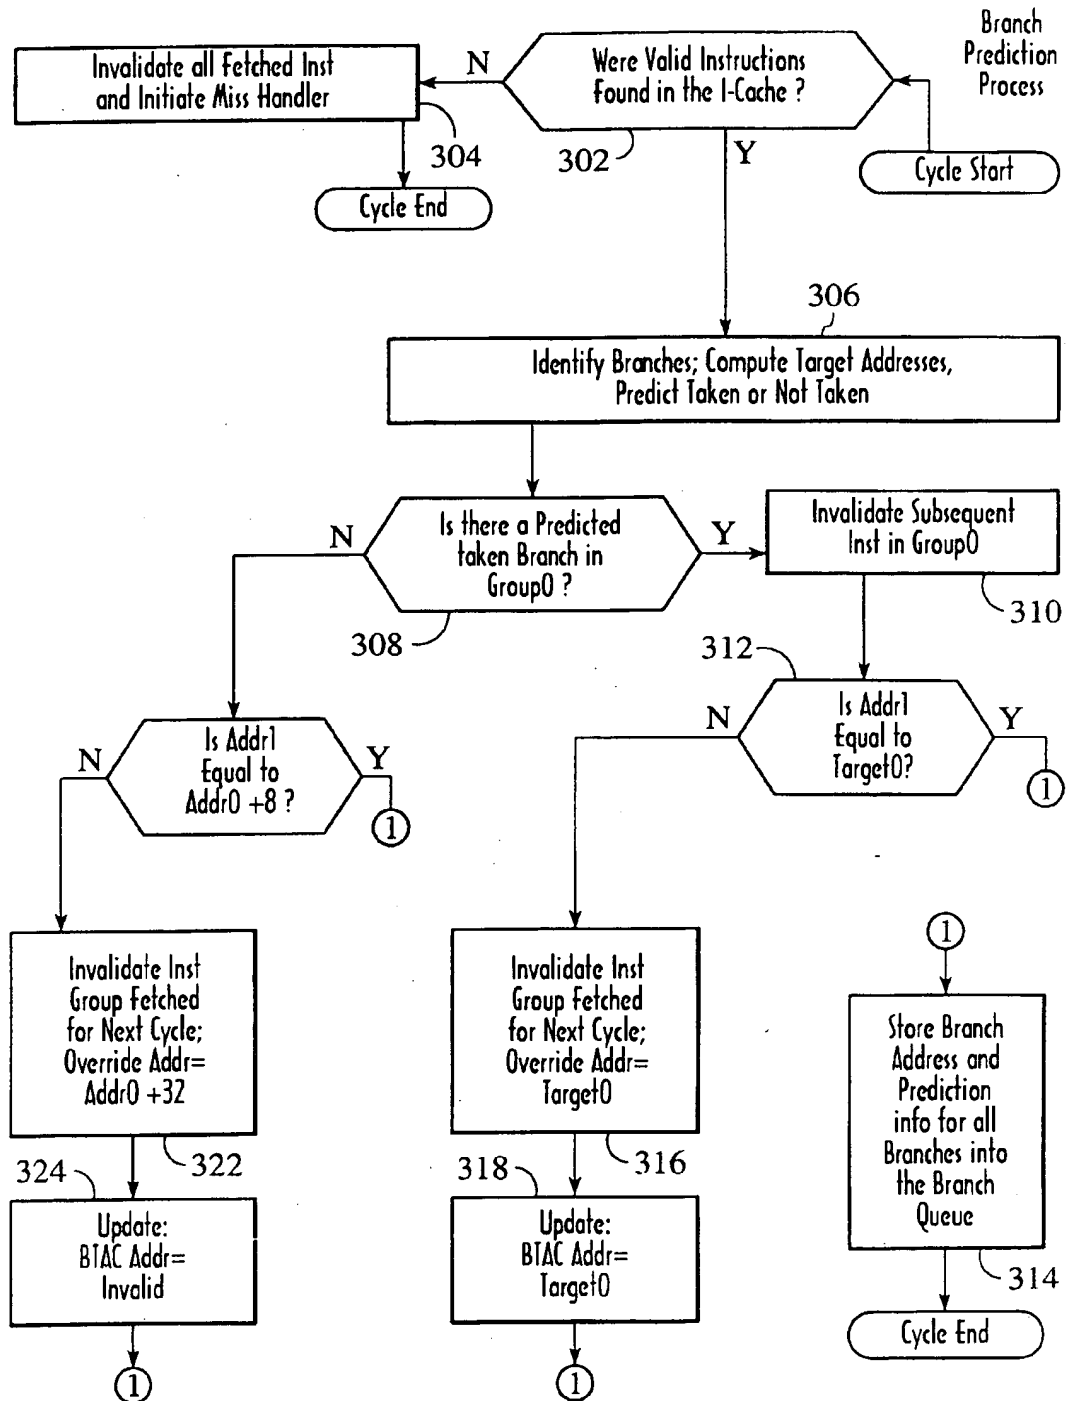 Branch
Prediction
Process
Cycle Start
Were Valid Instructions
Found in the I-Cache ?
302
N
Y
Invalidate all Fetched Inst
and Initiate Miss Handler
304
Cycle End
306
Identify Branches; Compute Target Addresses,
Predict Taken or Not Taken
Is there a Predicted
taken Branch in
Group0 ?
308
N
Y
Invalidate Subsequent
Inst in Group0
310
312
Is Addr1
Equal to
Target0?
N
Y
1
Is Addr1
Equal to
Addr0 +8 ?
N
Y
1
Invalidate Inst
Group Fetched
for Next Cycle;
Override Addr=
Addr0 +32
322
324
Update:
BTAC Addr=
Invalid
1
Invalidate Inst
Group Fetched
for Next Cycle;
Override Addr=
Target0
316
318
Update:
BTAC Addr=
Target0
1
1
Store Branch
Address and
Prediction
info for all
Branches into
the Branch
Queue
314
Cycle End